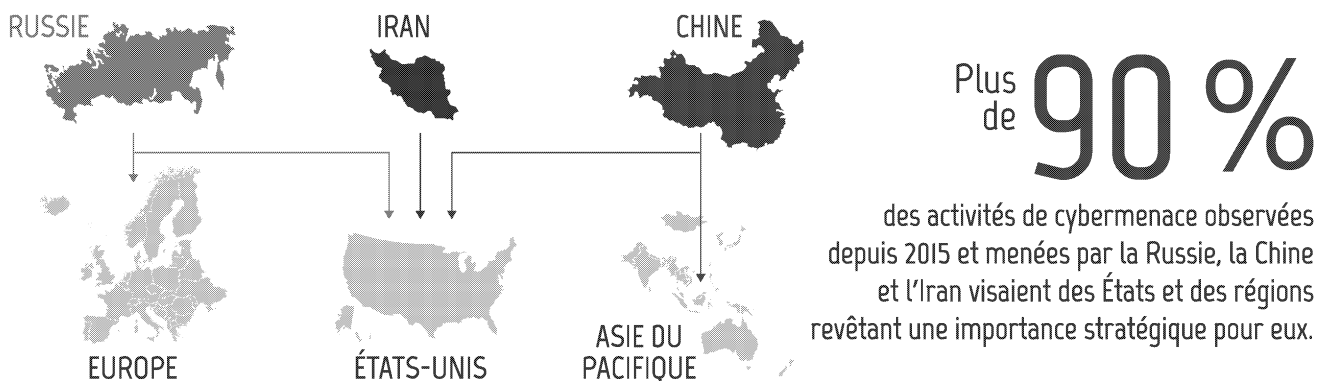 RUSSIE
IRAN
CHINE
EUROPE
ÉTATS-UNIS
ASIE DU
PACIFIQUE
Plus
de
90 %
des activités de cybermenace observées
depuis 2015 et menées par la Russie, la Chine
et l’Iran visaient des États et des régions
revêtant une importance stratégique pour eux.